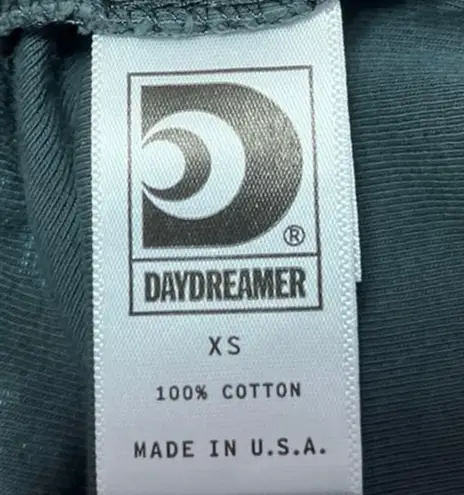 ®
DAYDREAMER
XS
100% COTTON
MADE IN U.S.A.